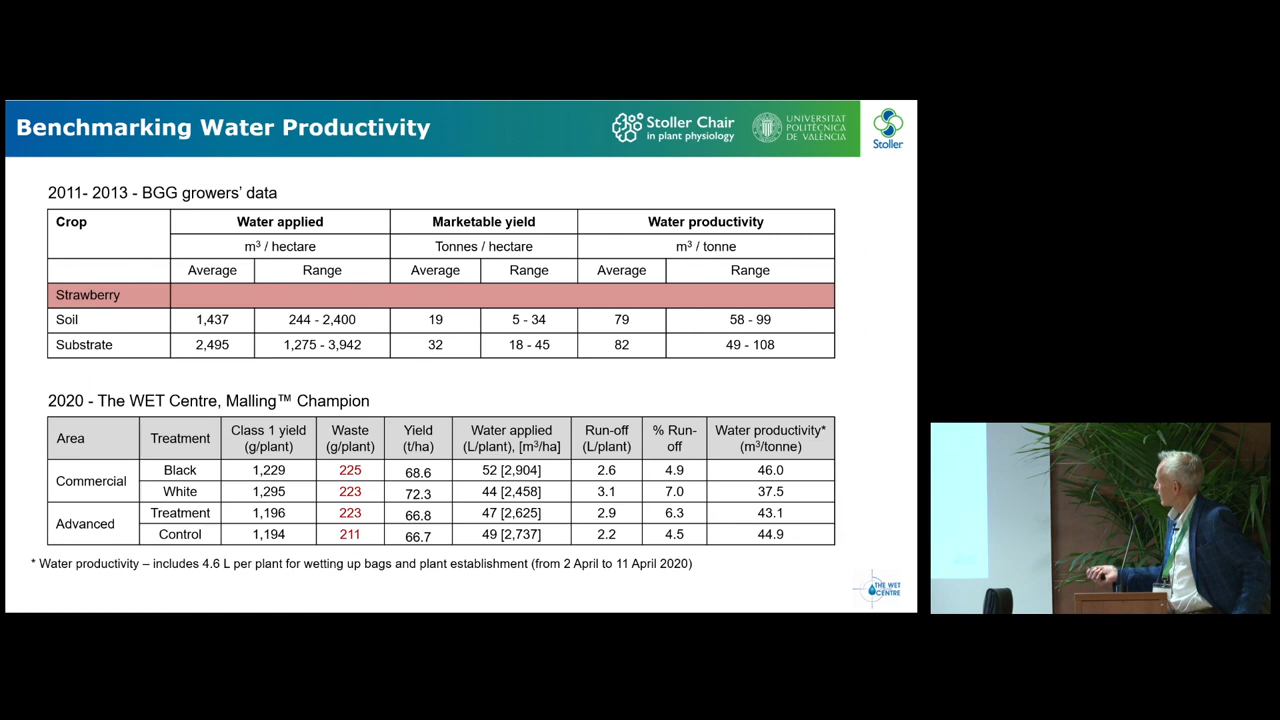 Benchmarking Water Productivity
Stoller Chair
in plant physiology
UNIVERSITAT
POLITÈCNICA
DE VALÈNCIA
Stoller
2011- 2013 - BGG growers' data
Crop Water applied Marketable yield Water productivity
m³ / hectare Tonnes / hectare m³ / tonne
Average Range Average Range Average Range
Strawberry
Soil 1,437 244 - 2,400 19 5 - 34 79 58 - 99
Substrate 2,495 1,275 - 3,942 32 18 - 45 82 49 - 108
2020 - The WET Centre, Malling™ Champion
Area Treatment Class 1 yield (g/plant) Waste (g/plant) Yield (t/ha) Water applied (L/plant), [m³/ha] Run-off (L/plant) % Run-off Water productivity* (m³/tonne)
Commercial Black 1,229 225 68.6 52 [2,904] 2.6 4.9 46.0
White 1,295 223 72.3 44 [2,458] 3.1 7.0 37.5
Advanced Treatment 1,196 223 66.8 47 [2,625] 2.9 6.3 43.1
Control 1,194 211 66.7 49 [2,737] 2.2 4.5 44.9
* Water productivity – includes 4.6 L per plant for wetting up bags and plant establishment (from 2 April to 11 April 2020)
THE WET
CENTRE